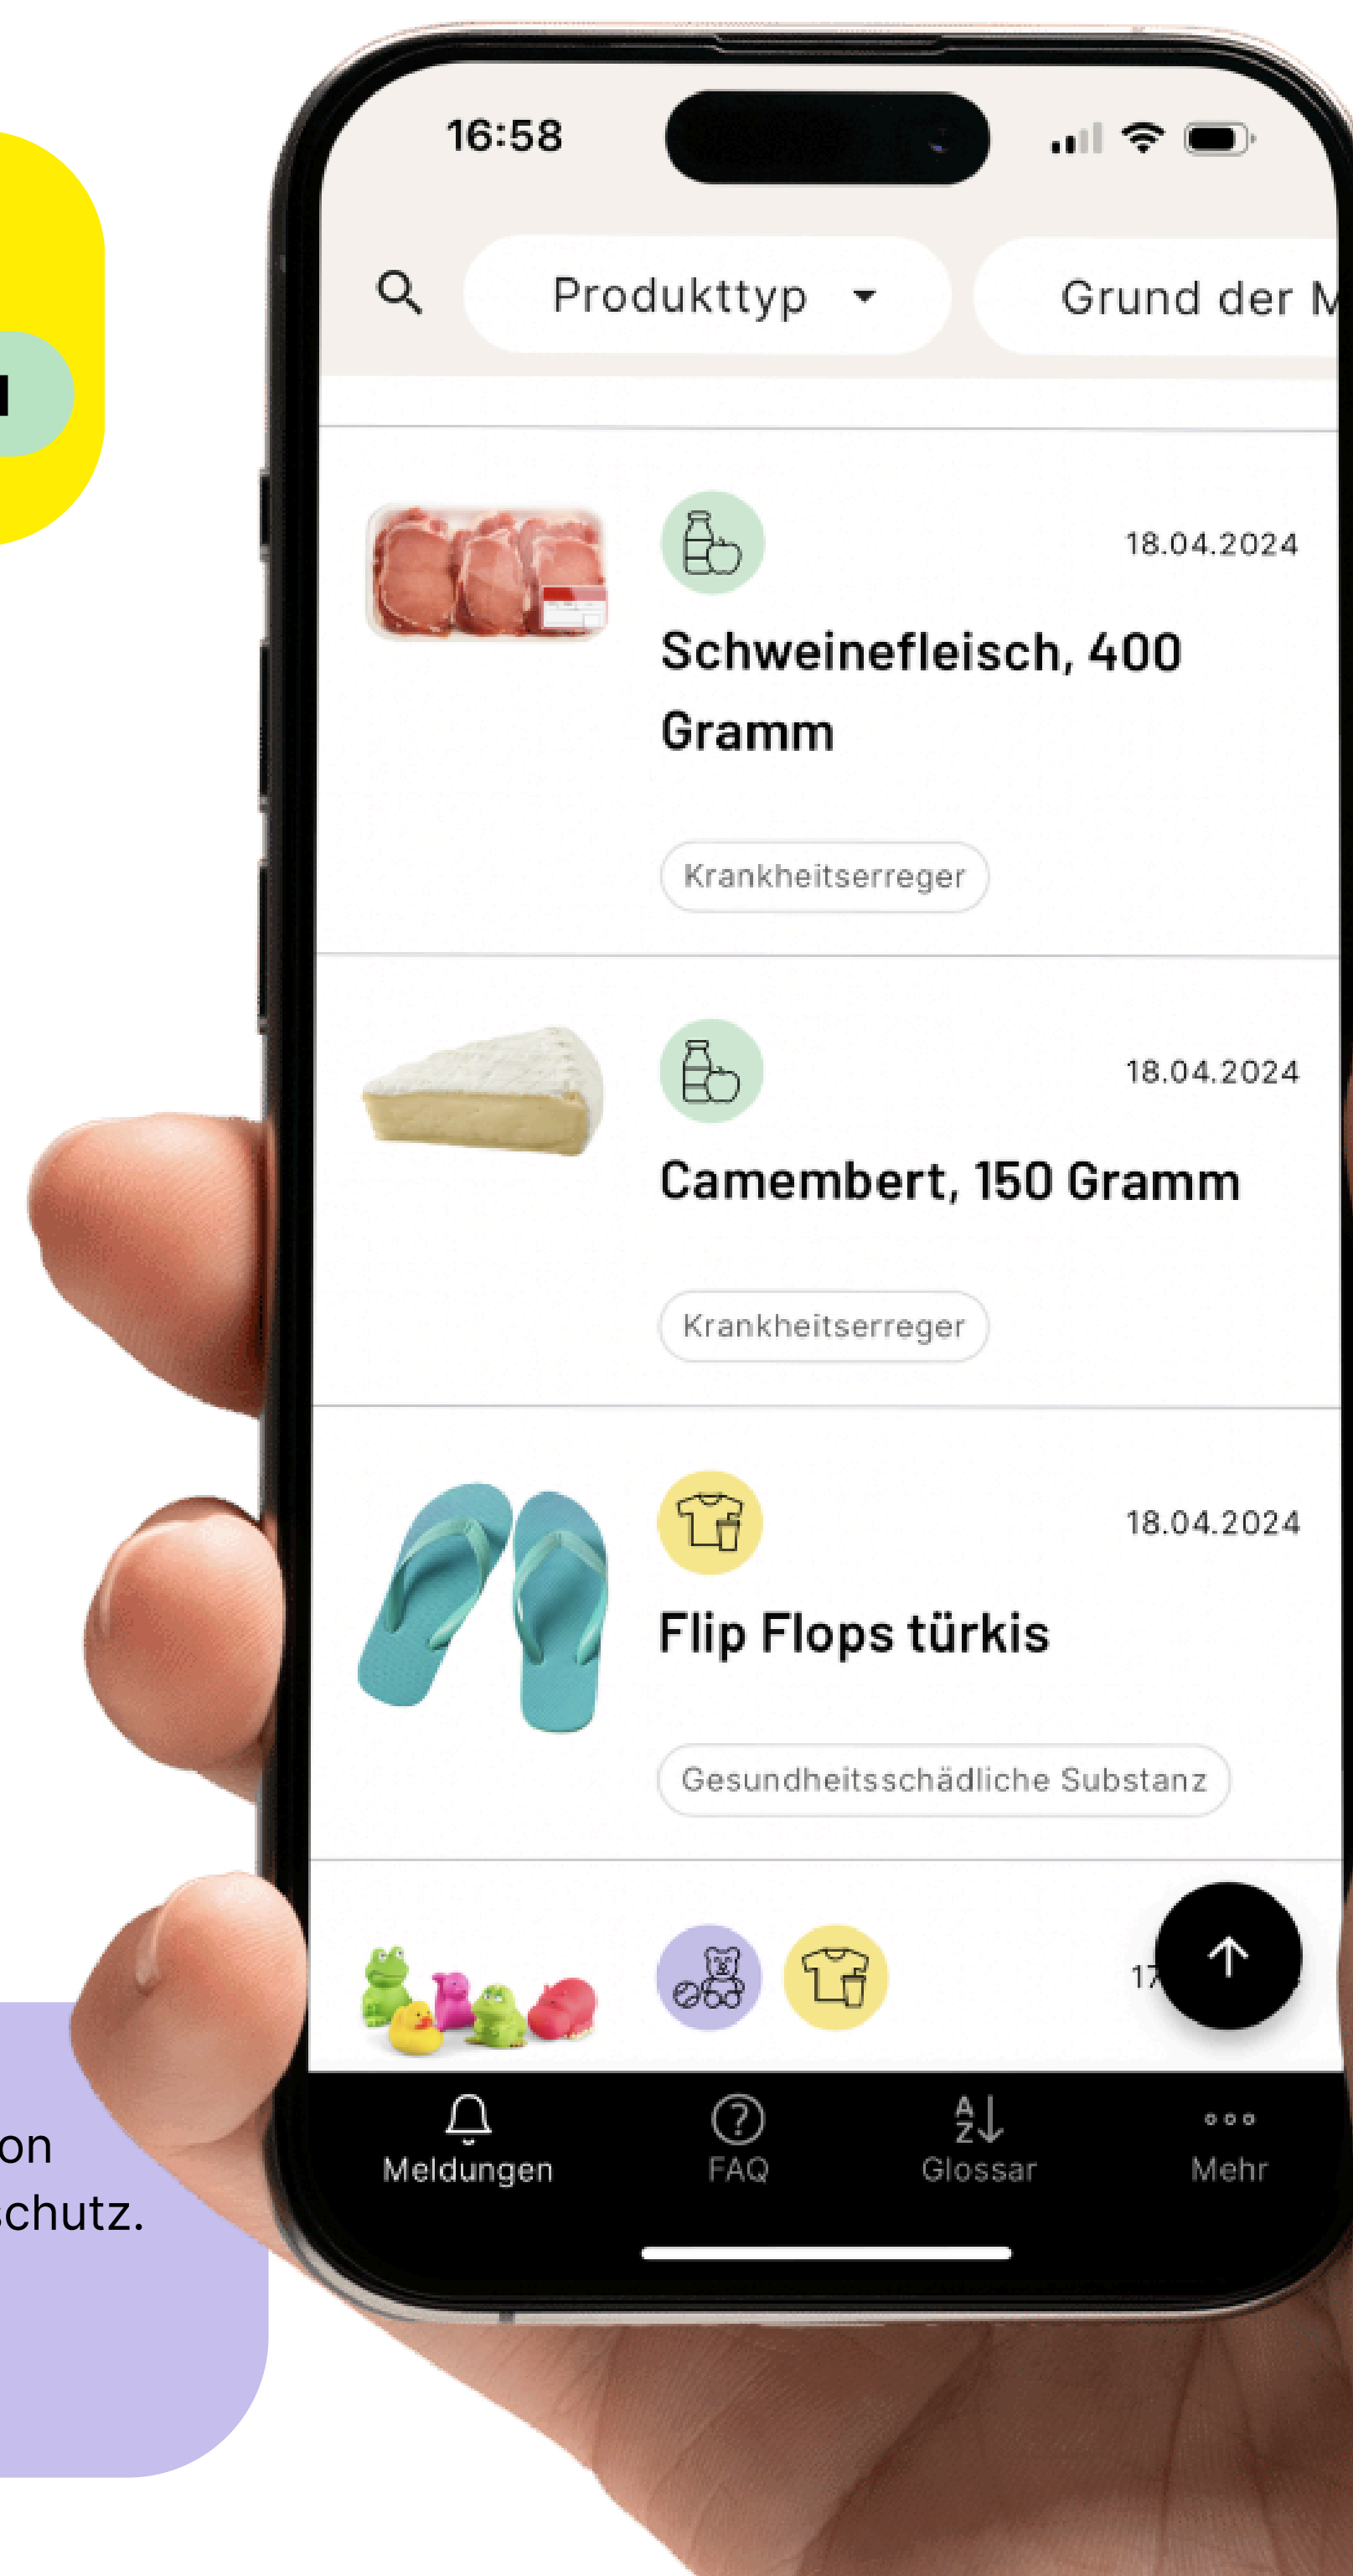 16:58
Produkttyp
Grund der M
18.04.2024
Schweinefleisch, 400
Gramm
Krankheitserreger
18.04.2024
Camembert, 150 Gramm
Krankheitserreger
18.04.2024
Flip Flops türkis
Gesundheitsschädliche Substanz
17
Meldungen
FAQ
A
Z
Glossar
Mehr
on
schutz.